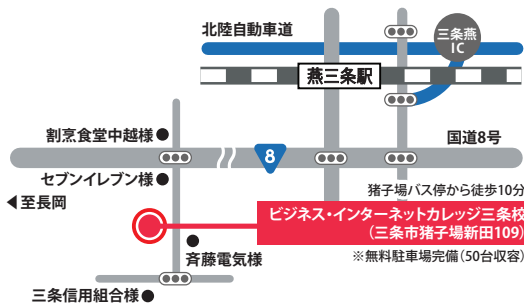 北陸自動車道
三条燕
IC
燕三条駅
割烹食堂中越様
国道8号
8
セブンイレブン様
猪子場バス停から徒歩10分
◀至長岡
ビジネス・インターネットカレッジ三条校
(三条市猪子場新田109)
斉藤電気様
※無料駐車場完備(50台収容)
三条信用組合様